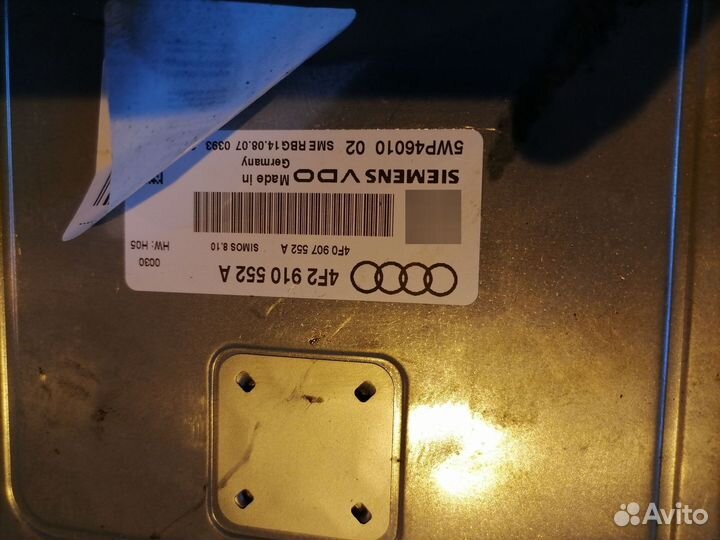 4F2 910 552 A
0030
4F0 907 552 A SIMOS 8.10
HW: H05
SIEMENS VDO Made in
Germany
5WP46010 02 SME RBG 14.08.07 0393
Avito